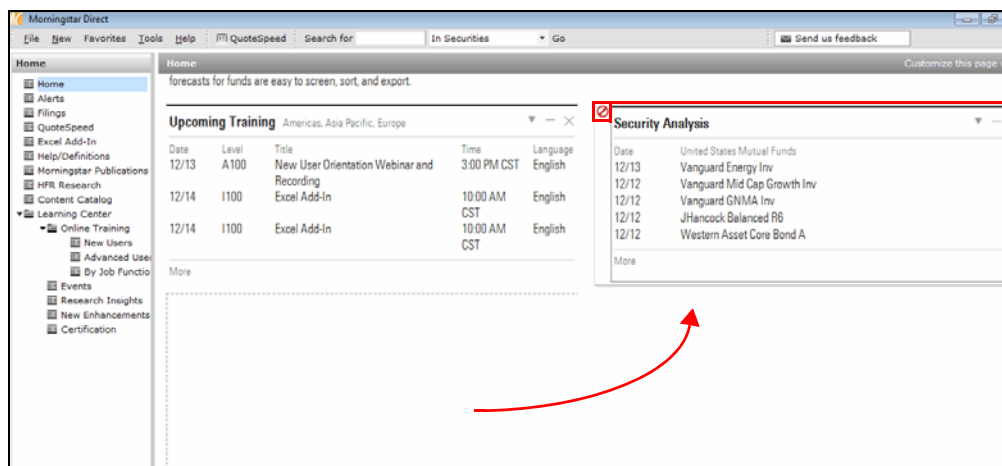 Morningstar Direct
File New Favorites Tools Help QuoteSpeed Search for In Securities Go Send us feedback
Home
Home
Alerts
Filings
QuoteSpeed
Excel Add-In
Help/Definitions
Morningstar Publications
HFR Research
Content Catalog
Learning Center
Online Training
New Users
Advanced Use
By Job Functio
Events
Research Insights
New Enhancements
Certification
Home Customize this page
forecasts for funds are easy to screen, sort, and export.
Upcoming Training Americas, Asia Pacific, Europe
Date Level Title Time Language
12/13 A100 New User Orientation Webinar and 3:00 PM CST English
Recording
12/14 I100 Excel Add-In 10:00 AM English
CST
12/14 I100 Excel Add-In 10:00 AM English
CST
More
Security Analysis
Date United States Mutual Funds
12/13 Vanguard Energy Inv
12/12 Vanguard Mid Cap Growth Inv
12/12 Vanguard GNMA Inv
12/12 JHancock Balanced R6
12/12 Western Asset Core Bond A
More